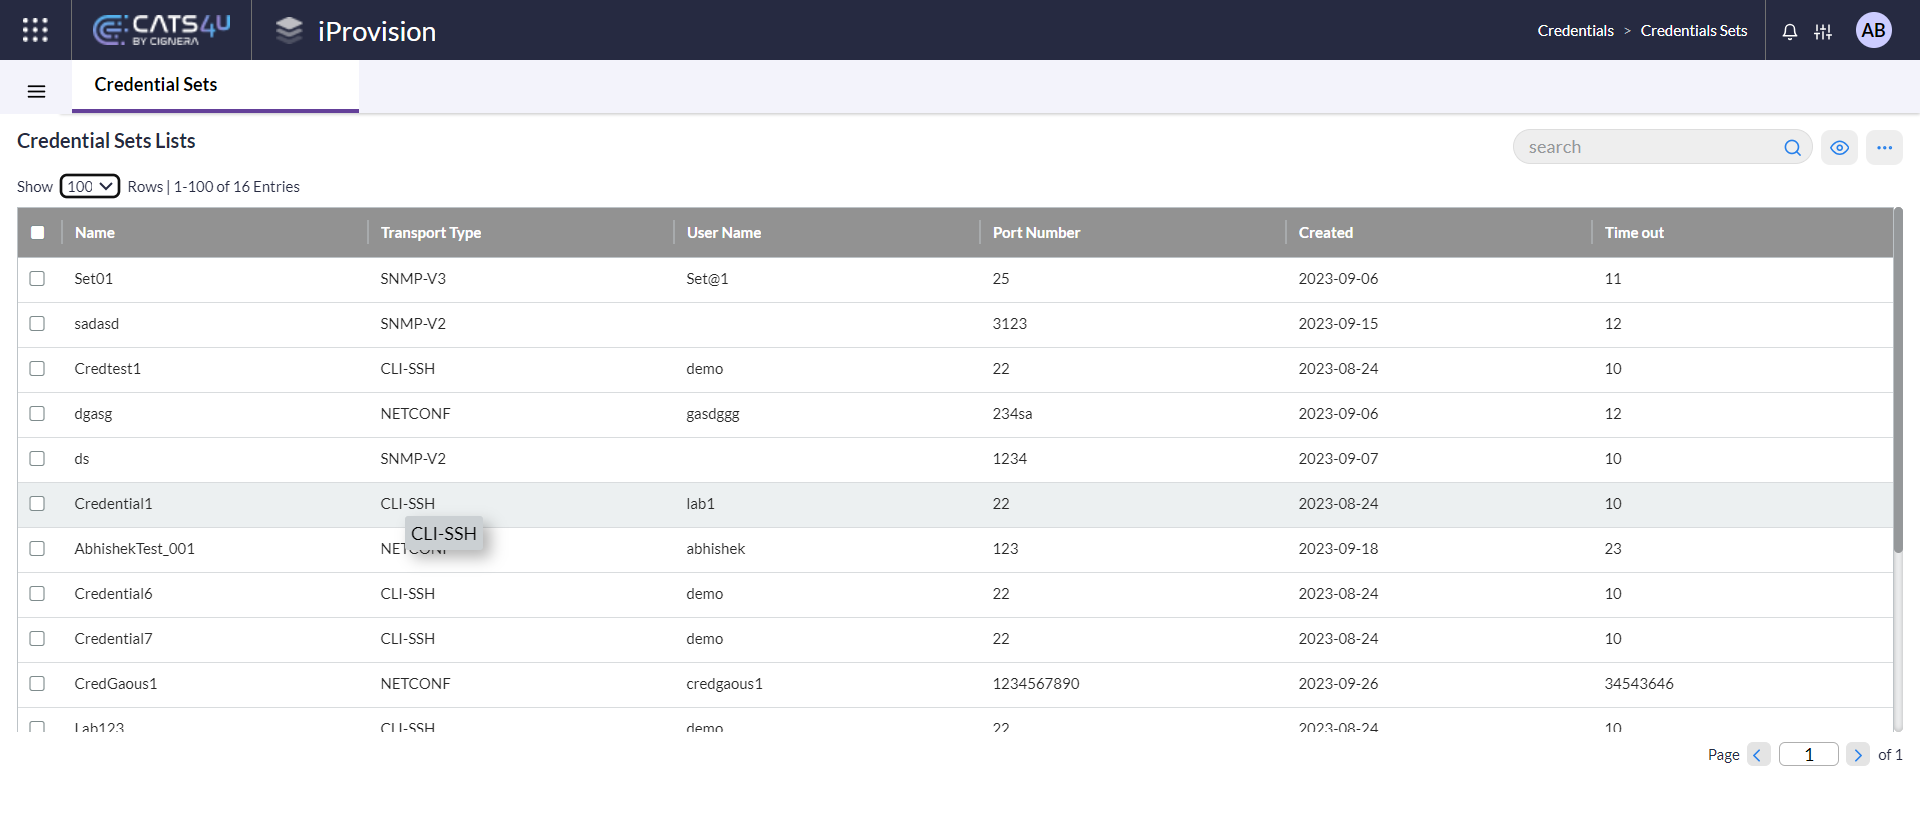 CATS4U
BY CIGNERA
iProvision
Credentials > Credentials Sets
AB
Credential Sets
Credential Sets Lists
search
Show 100 Rows | 1-100 of 16 Entries
Name Transport Type User Name Port Number Created Time out
Set01 SNMP-V3 Set@1 25 2023-09-06 11
sadasd SNMP-V2 3123 2023-09-15 12
Credtest1 CLI-SSH demo 22 2023-08-24 10
dgasg NETCONF gasdggg 234sa 2023-09-06 12
ds SNMP-V2 1234 2023-09-07 10
Credential1 CLI-SSH lab1 22 2023-08-24 10
CLI-SSH
AbhishekTest_001 NETCONF abhishek 123 2023-09-18 23
Credential6 CLI-SSH demo 22 2023-08-24 10
Credential7 CLI-SSH demo 22 2023-08-24 10
CredGaous1 NETCONF credgaous1 1234567890 2023-09-26 34543646
Lab123 CLI-SSH demo 22 2023-08-24 10
Page 1 of 1